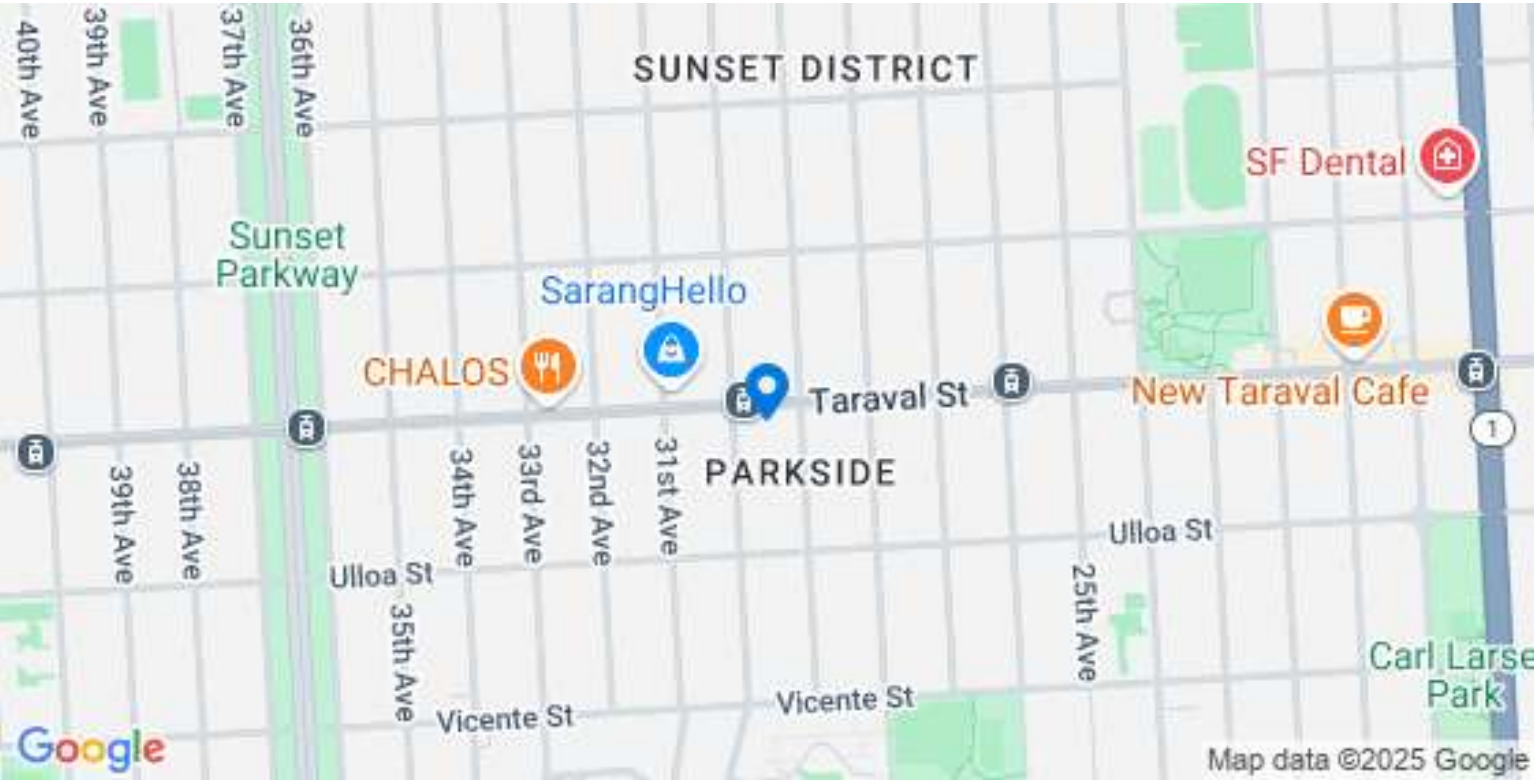 40th Ave
39th Ave
37th Ave
36th Ave
SUNSET DISTRICT
SF Dental
Sunset
Parkway
SarangHello
CHALOS
Taraval St
New Taraval Cafe
1
39th Ave
38th Ave
34th Ave
33rd Ave
32nd Ave
31st Ave
PARKSIDE
Ulloa St
Ulloa St
35th Ave
25th Ave
Carl Larse
Park
Vicente St
Vicente St
Google
Map data ©2025 Google